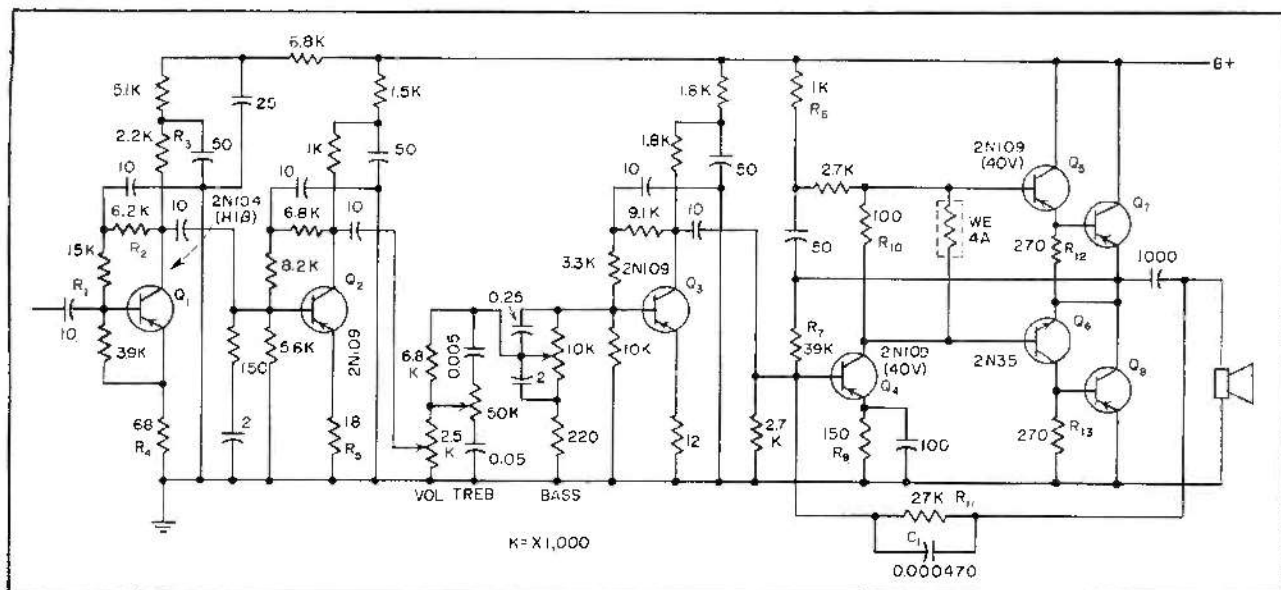 6.8K
B+
5.1K
25
1.5K
1.8K
1K
R6
2.2K
R3
50
1K
50
1.8K
50
2N109
(40V)
Q5
2.7K
10
2N104
(HIB)
10
10
Q7
6.2K
R2
10
6.8K
10
9.1K
10
100
R10
WE
4A
270
R12
1000
15K
8.2K
3.3K
2N109
50
R1
Q1
Q2
Q3
10
0.25
R7
39K
2N109
(40V)
Q4
Q6
2N35
Q8
39K
150
5.6K
2N109
6.8
K
0.005
10K
10K
2
50K
68
R4
2
18
R5
2.5
K
0.05
220
12
2.7
K
150
R9
100
270
R13
VOL TREB
BASS
27K
R11
C1
0.000470
K=X1,000